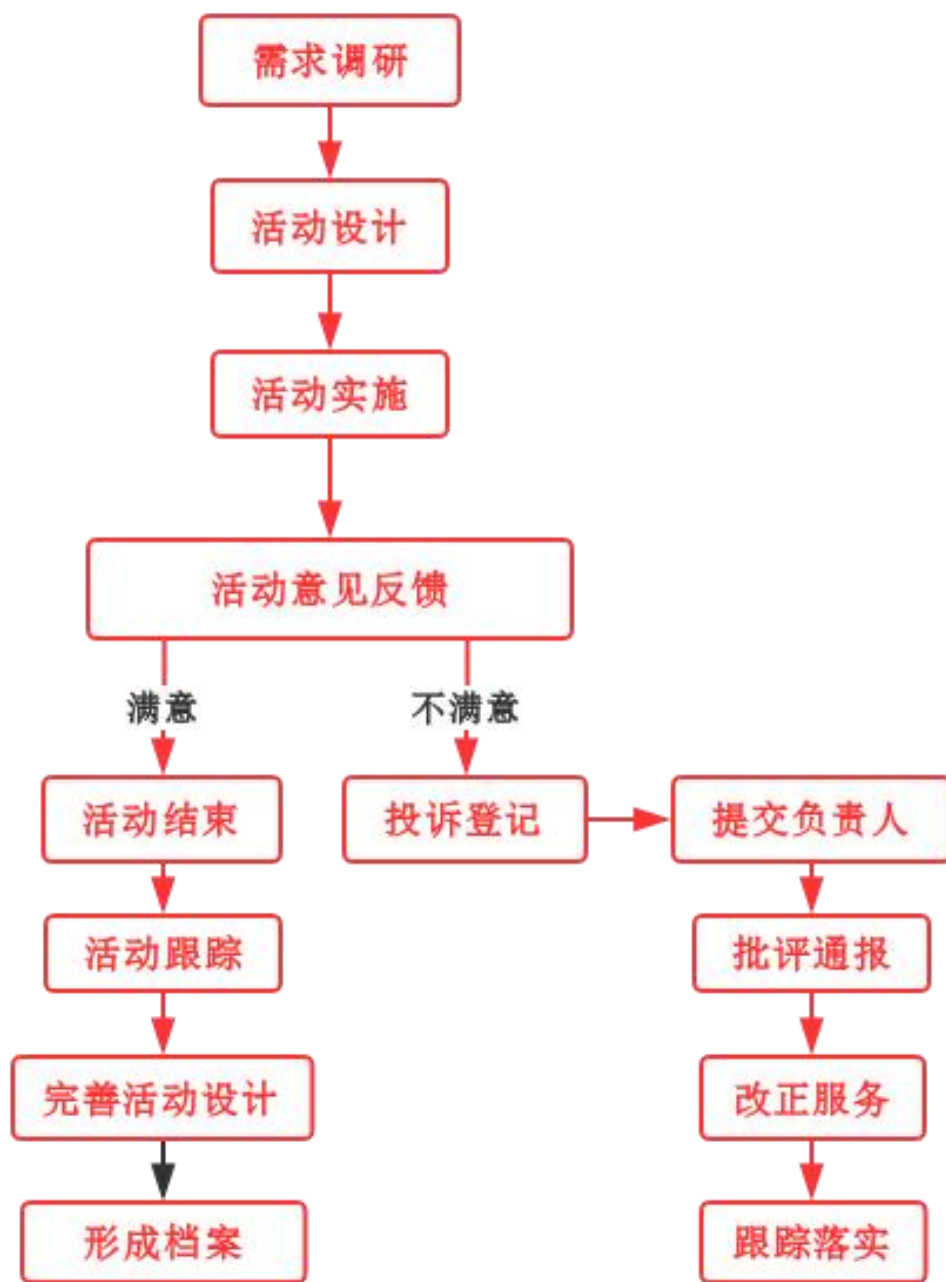 需求调研
活动设计
活动实施
活动意见反馈
满意
不满意
活动结束
投诉登记
提交负责人
活动跟踪
批评通报
完善活动设计
改正服务
形成档案
跟踪落实